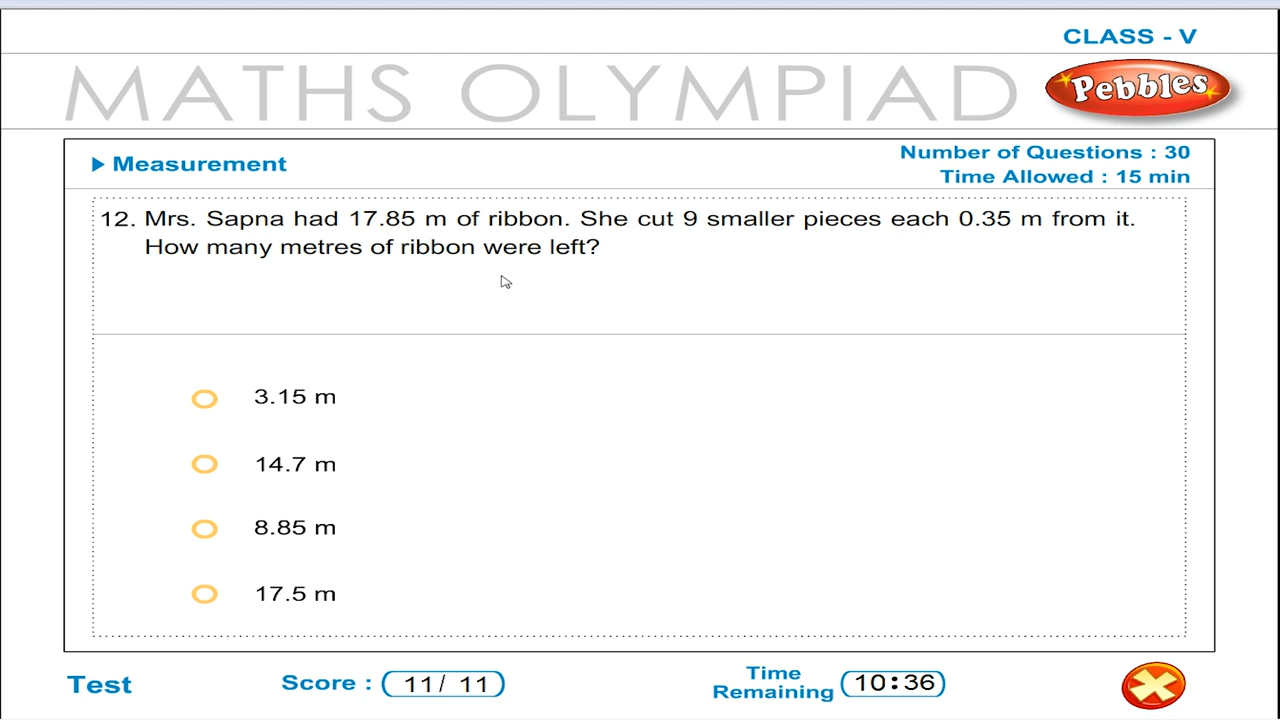 CLASS - V
MATHS OLYMPIAD
Pebbles
Measurement
Number of Questions : 30
Time Allowed : 15 min
12. Mrs. Sapna had 17.85 m of ribbon. She cut 9 smaller pieces each 0.35 m from it.
How many metres of ribbon were left?
3.15 m
14.7 m
8.85 m
17.5 m
Test
Score : 11/ 11
Time
Remaining
10:36